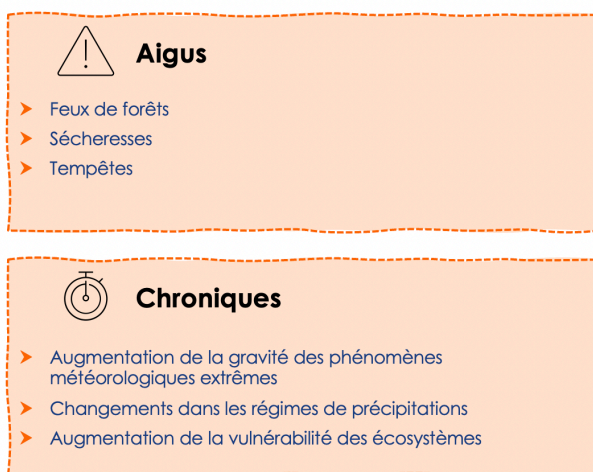 Aigus
Feux de forêts
Sécheresses
Tempêtes
Chroniques
Augmentation de la gravité des phénomènes
météorologiques extrêmes
Changements dans les régimes de précipitations
Augmentation de la vulnérabilité des écosystèmes